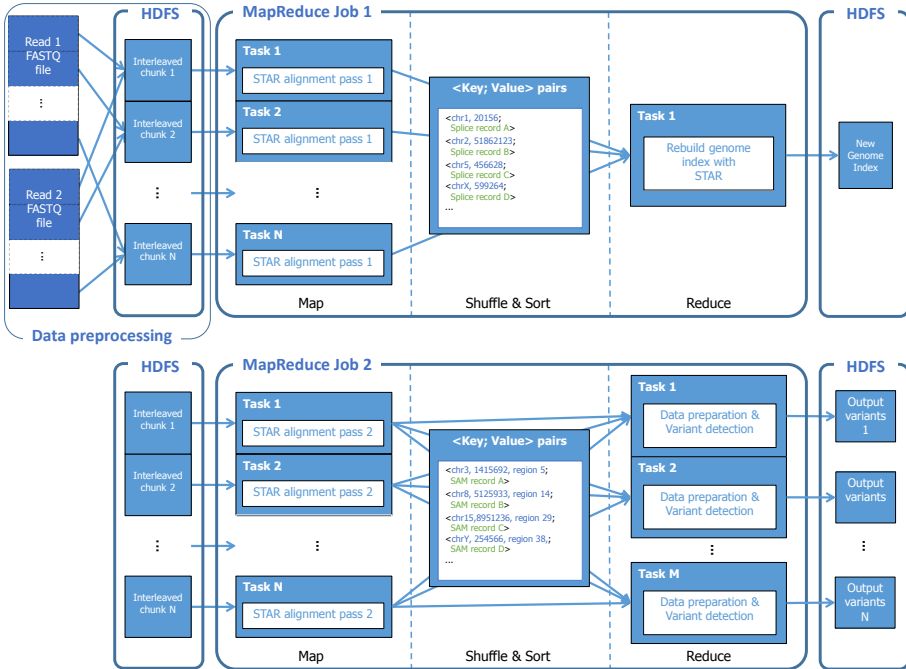 HDFS
MapReduce Job 1
HDFS
Read 1
FASTQ
file
...
Read 2
FASTQ
file
...
Data preprocessing
Interleaved
chunk 1
Interleaved
chunk 2
...
Interleaved
chunk N
Task 1
STAR alignment pass 1
Task 2
STAR alignment pass 1
...
Task N
STAR alignment pass 1
Map
<Key; Value> pairs
<chr1, 20156;
Splice record A>
<chr2, 51862123;
Splice record B>
<chr5, 456628;
Splice record C>
<chrX, 599264;
Splice record D>
...
Shuffle & Sort
Task 1
Rebuild genome
index with
STAR
Reduce
New
Genome
Index
HDFS
MapReduce Job 2
HDFS
Interleaved
chunk 1
Interleaved
chunk 2
...
Interleaved
chunk N
Task 1
STAR alignment pass 2
Task 2
STAR alignment pass 2
...
Task N
STAR alignment pass 2
Map
<Key; Value> pairs
<chr3, 1415692, region 5;
SAM record A>
<chr8, 5125933, region 14;
SAM record B>
<chr15,8951236, region 29;
SAM record C>
<chrY, 254566, region 38,;
SAM record D>
...
Shuffle & Sort
Task 1
Data preparation &
Variant detection
Task 2
Data preparation &
Variant detection
...
Task M
Data preparation &
Variant detection
Reduce
Output
variants
1
Output
variants
...
Output
variants
N